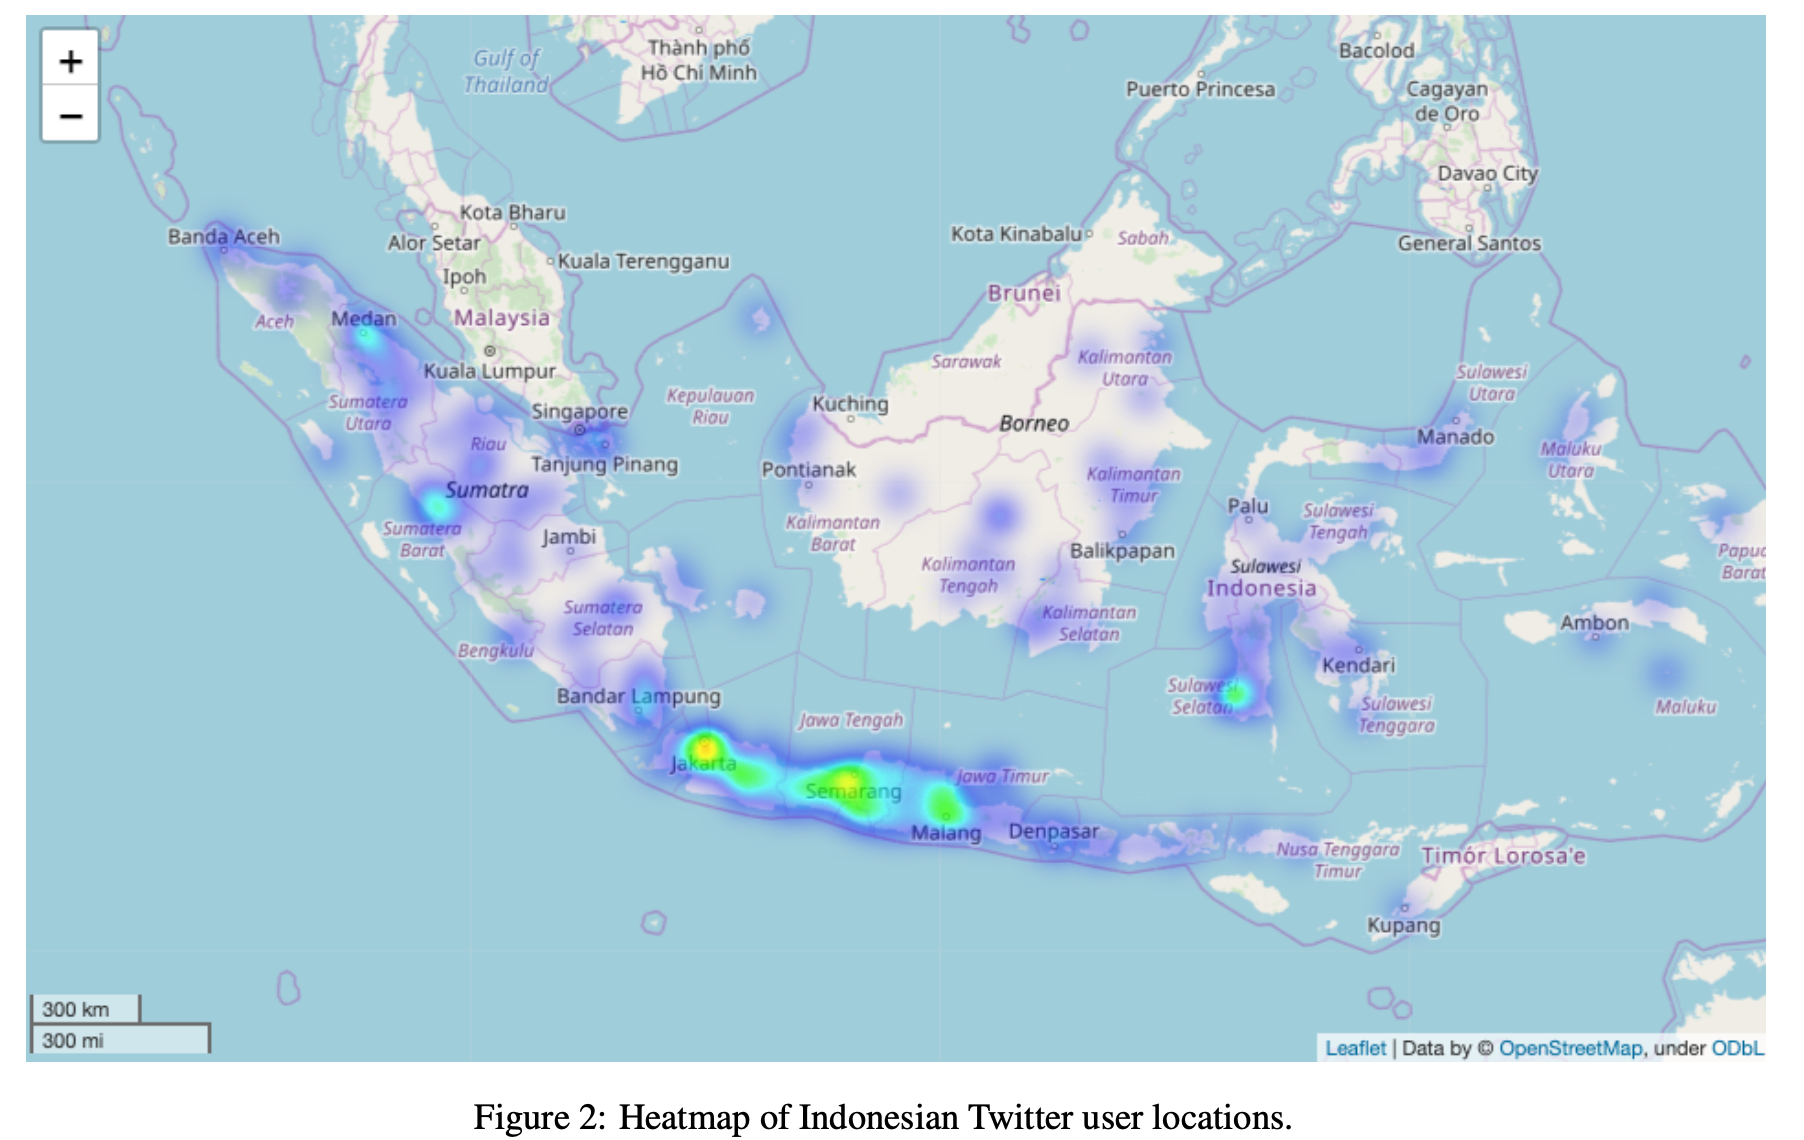 +
−
Gulf of
Thailand
Thành phố
Hồ Chí Minh
Bacolod
Puerto Princesa
Cagayan
de Oro
Davao City
General Santos
Banda Aceh
Kota Bharu
Alor Setar
Kuala Terengganu
Ipoh
Kota Kinabalu
Sabah
Brunei
Aceh
Medan
Malaysia
Kuala Lumpur
Sarawak
Kalimantan
Utara
Sulawesi
Utara
Sumatera
Utara
Kepulauan
Riau
Singapore
Kuching
Borneo
Manado
Maluku
Utara
Riau
Tanjung Pinang
Pontianak
Kalimantan
Timur
Sumatra
Palu
Sulawesi
Tengah
Sumatera
Barat
Jambi
Kalimantan
Barat
Balikpapan
Papua
Barat
Kalimantan
Tengah
Sulawesi
Indonesia
Sumatera
Selatan
Kalimantan
Selatan
Ambon
Bengkulu
Kendari
Bandar Lampung
Sulawesi
Selatan
Sulawesi
Tenggara
Maluku
Jawa Tengah
Jakarta
Semarang
Jawa Timur
Malang
Denpasar
Nusa Tenggara
Timur
Timór Lorosa'e
Kupang
300 km
300 mi
Leaflet | Data by © OpenStreetMap, under ODbL
Figure 2: Heatmap of Indonesian Twitter user locations.